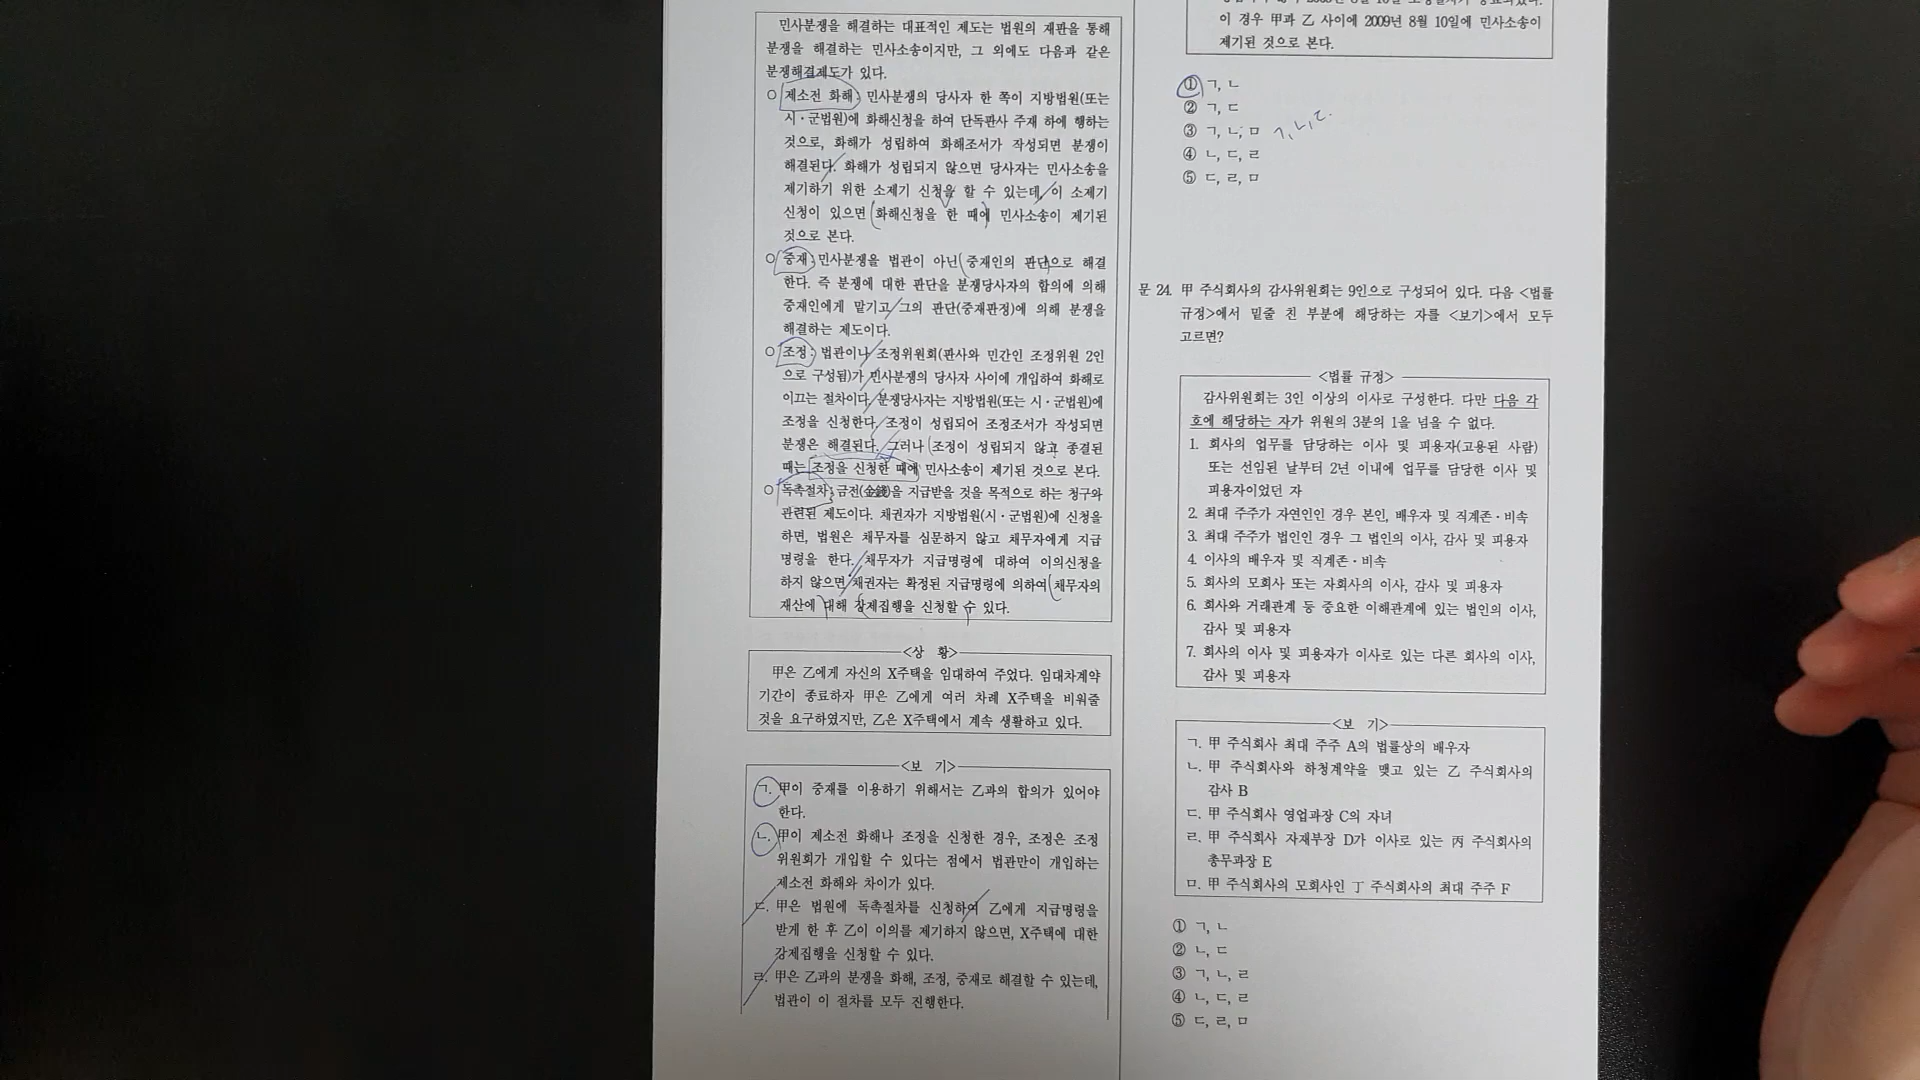 민사분쟁을 해결하는 대표적인 제도는 법원의 재판을 통해
분쟁을 해결하는 민사소송이지만, 그 외에도 다음과 같은
분쟁해결제도가 있다.
○ 제소전 화해: 민사분쟁의 당사자 한 쪽이 지방법원(또는
시·군법원)에 화해신청을 하여 단독판사 주재 하에 행하는
것으로, 화해가 성립하여 화해조서가 작성되면 분쟁이
해결된다. 화해가 성립되지 않으면 당사자는 민사소송을
제기하기 위한 소제기 신청을 할 수 있는데, 이 소제기
신청이 있으면 화해신청을 한 때에 민사소송이 제기된
것으로 본다.
○ 중재: 민사분쟁을 법관이 아닌 중재인의 판단으로 해결
한다. 즉 분쟁에 대한 판단을 분쟁당사자의 합의에 의해
중재인에게 맡기고 그의 판단(중재판정)에 의해 분쟁을
해결하는 제도이다.
○ 조정: 법관이나 조정위원회(판사와 민간인 조정위원 2인
으로 구성됨)가 민사분쟁의 당사자 사이에 개입하여 화해로
이끄는 절차이다. 분쟁당사자는 지방법원(또는 시·군법원)에
조정을 신청한다. 조정이 성립되어 조정조서가 작성되면
분쟁은 해결된다. 그러나 조정이 성립되지 않고 종결된
때는 조정을 신청한 때에 민사소송이 제기된 것으로 본다.
○ 독촉절차: 금전(金錢)을 지급받을 것을 목적으로 하는 청구와
관련된 제도이다. 채권자가 지방법원(시·군법원)에 신청을
하면, 법원은 채무자를 심문하지 않고 채무자에게 지급
명령을 한다. 채무자가 지급명령에 대하여 이의신청을
하지 않으면 채권자는 확정된 지급명령에 의하여 채무자의
재산에 대해 강제집행을 신청할 수 있다.
<상 황>
甲은 乙에게 자신의 X주택을 임대하여 주었다. 임대차계약
기간이 종료하자 甲은 乙에게 여러 차례 X주택을 비워줄
것을 요구하였지만, 乙은 X주택에서 계속 생활하고 있다.
<보 기>
ㄱ. 甲이 중재를 이용하기 위해서는 乙과의 합의가 있어야
한다.
ㄴ. 甲이 제소전 화해나 조정을 신청한 경우, 조정은 조정
위원회가 개입할 수 있다는 점에서 법관만이 개입하는
제소전 화해와 차이가 있다.
ㄷ. 甲은 법원에 독촉절차를 신청하여 乙에게 지급명령을
받게 한 후 乙이 이의를 제기하지 않으면, X주택에 대한
강제집행을 신청할 수 있다.
ㄹ. 甲은 乙과의 분쟁을 화해, 조정, 중재로 해결할 수 있는데,
법관이 이 절차를 모두 진행한다.
이 경우 甲과 乙 사이에 2009년 8월 10일에 민사소송이
제기된 것으로 본다.
① ㄱ, ㄴ
② ㄱ, ㄷ
③ ㄱ, ㄴ, ㅁ ㄱ, ㄴ, ㄷ.
④ ㄴ, ㄷ, ㄹ
⑤ ㄷ, ㄹ, ㅁ
문 24. 甲 주식회사의 감사위원회는 9인으로 구성되어 있다. 다음 <법률
규정>에서 밑줄 친 부분에 해당하는 자를 <보기>에서 모두
고르면?
<법률 규정>
감사위원회는 3인 이상의 이사로 구성한다. 다만 다음 각
호에 해당하는 자가 위원의 3분의 1을 넘을 수 없다.
1. 회사의 업무를 담당하는 이사 및 피용자(고용된 사람)
또는 선임된 날부터 2년 이내에 업무를 담당한 이사 및
피용자이었던 자
2. 최대 주주가 자연인인 경우 본인, 배우자 및 직계존·비속
3. 최대 주주가 법인인 경우 그 법인의 이사, 감사 및 피용자
4. 이사의 배우자 및 직계존·비속
5. 회사의 모회사 또는 자회사의 이사, 감사 및 피용자
6. 회사와 거래관계 등 중요한 이해관계에 있는 법인의 이사,
감사 및 피용자
7. 회사의 이사 및 피용자가 이사로 있는 다른 회사의 이사,
감사 및 피용자
<보 기>
ㄱ. 甲 주식회사 최대 주주 A의 법률상의 배우자
ㄴ. 甲 주식회사와 하청계약을 맺고 있는 乙 주식회사의
감사 B
ㄷ. 甲 주식회사 영업과장 C의 자녀
ㄹ. 甲 주식회사 자재부장 D가 이사로 있는 丙 주식회사의
총무과장 E
ㅁ. 甲 주식회사의 모회사인 丁 주식회사의 최대 주주 F
① ㄱ, ㄴ
② ㄴ, ㄷ
③ ㄱ, ㄴ, ㄹ
④ ㄴ, ㄷ, ㄹ
⑤ ㄷ, ㄹ, ㅁ